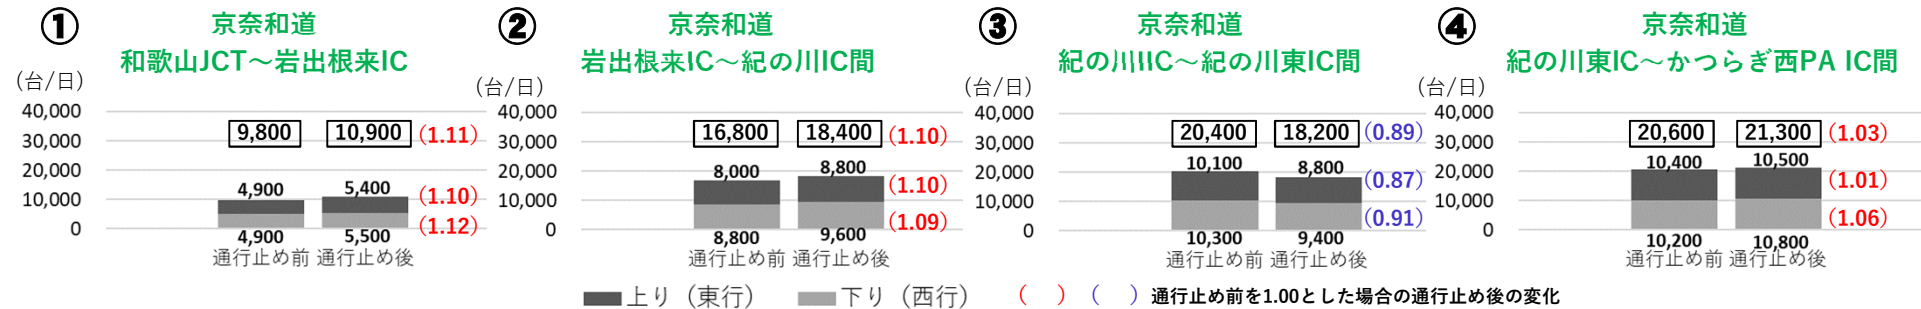 ① 京奈和道
和歌山JCT～岩出根来IC
(台/日)
40,000
30,000
20,000
10,000
0
9,800 10,900 (1.11)
4,900 5,400 (1.10)
4,900 5,500 (1.12)
通行止め前 通行止め後
② 京奈和道
岩出根来IC～紀の川IC間
(台/日)
40,000
30,000
20,000
10,000
0
16,800 18,400 (1.10)
8,000 8,800 (1.10)
8,800 9,600 (1.09)
通行止め前 通行止め後
③ 京奈和道
紀の川IC～紀の川東IC間
(台/日)
40,000
30,000
20,000
10,000
0
20,400 18,200 (0.89)
10,100 8,800 (0.87)
10,300 9,400 (0.91)
通行止め前 通行止め後
④ 京奈和道
紀の川東IC～かつらぎ西PA IC間
(台/日)
40,000
30,000
20,000
10,000
0
20,600 21,300 (1.03)
10,400 10,500 (1.01)
10,200 10,800 (1.06)
通行止め前 通行止め後
上り（東行） 下り（西行） （　）（　）通行止め前を1.00とした場合の通行止め後の変化